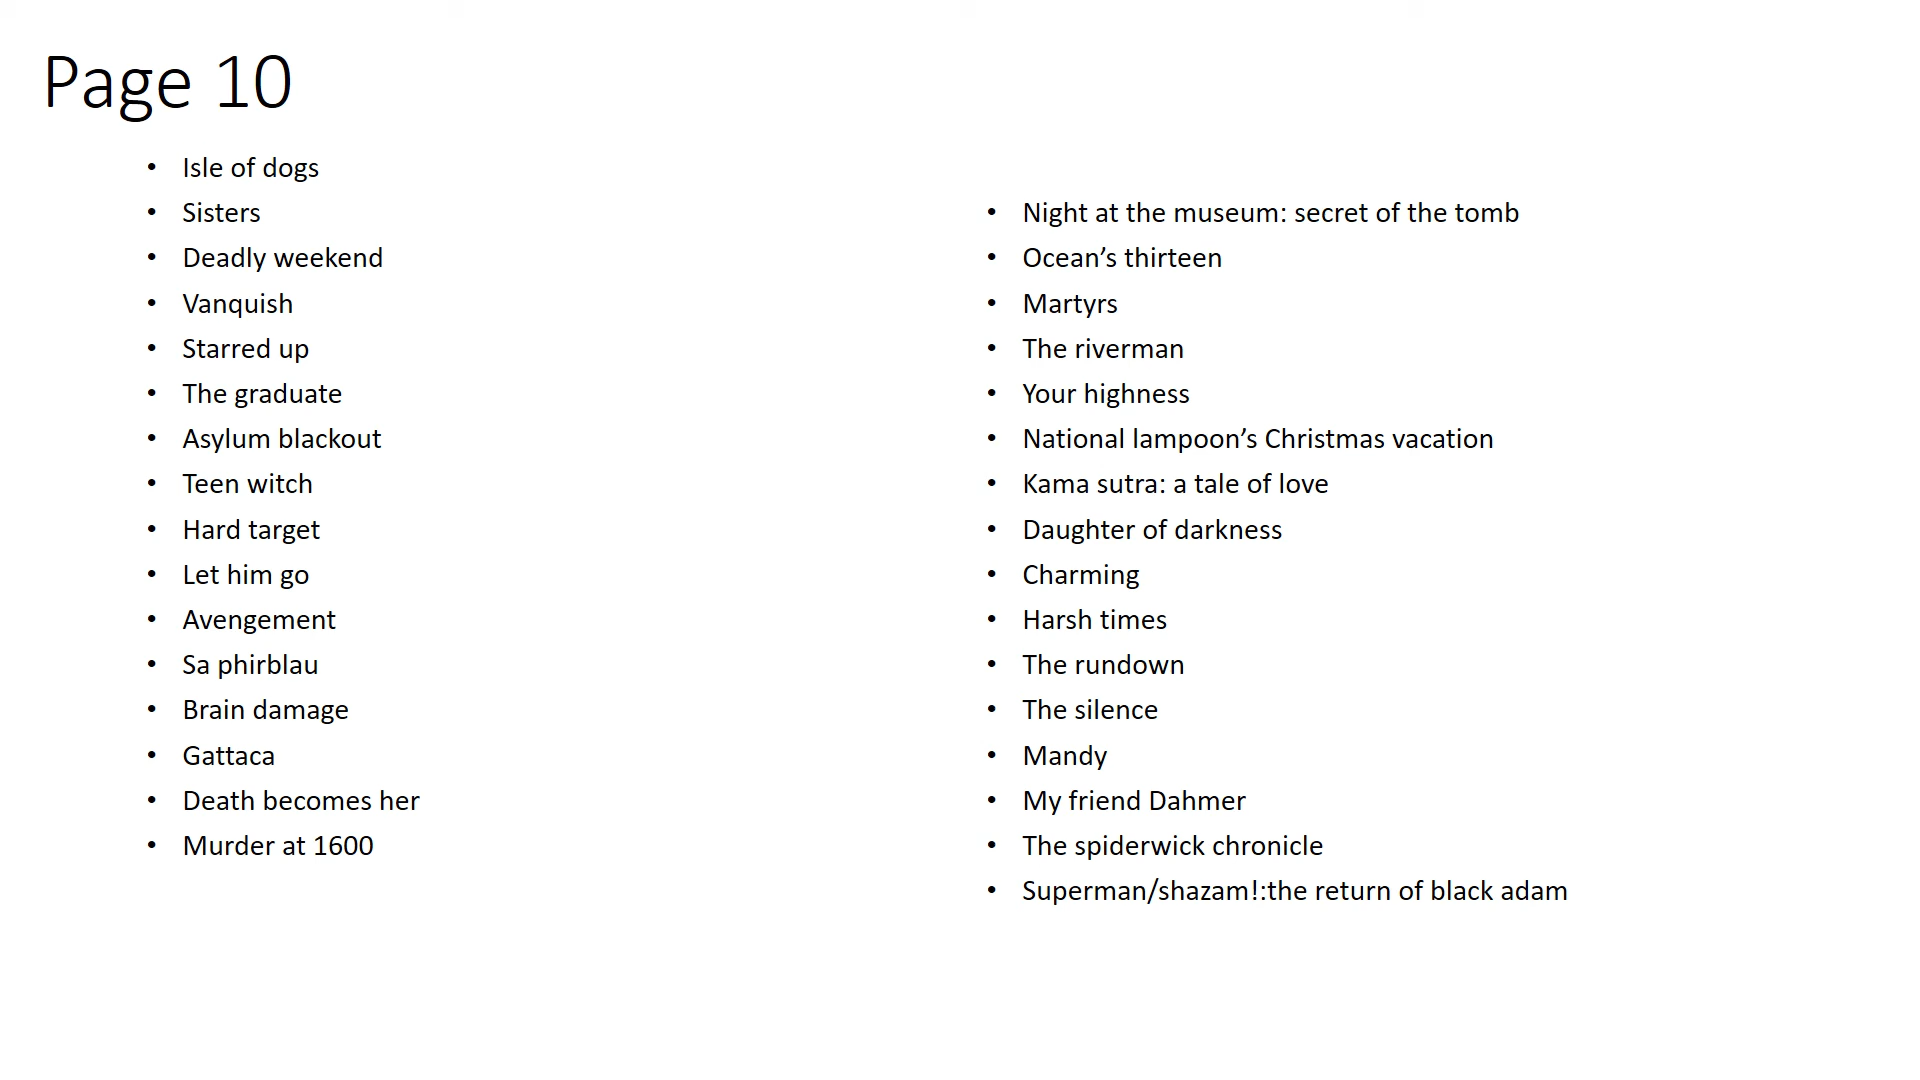 Page 10
• Isle of dogs
• Sisters
• Deadly weekend
• Vanquish
• Starred up
• The graduate
• Asylum blackout
• Teen witch
• Hard target
• Let him go
• Avengement
• Sa phirblau
• Brain damage
• Gattaca
• Death becomes her
• Murder at 1600
• Night at the museum: secret of the tomb
• Ocean’s thirteen
• Martyrs
• The riverman
• Your highness
• National lampoon’s Christmas vacation
• Kama sutra: a tale of love
• Daughter of darkness
• Charming
• Harsh times
• The rundown
• The silence
• Mandy
• My friend Dahmer
• The spiderwick chronicle
• Superman/shazam!:the return of black adam